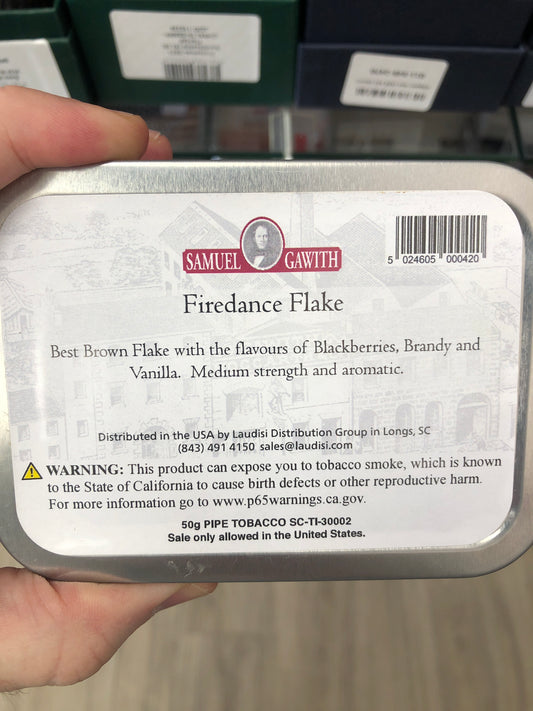 SAMUEL GAWITH
5 024605 000420
Firedance Flake
Best Brown Flake with the flavours of Blackberries, Brandy and
Vanilla. Medium strength and aromatic.
Distributed in the USA by Laudisi Distribution Group in Longs, SC
(843) 491 4150 sales@laudisi.com
WARNING: This product can expose you to tobacco smoke, which is known
to the State of California to cause birth defects or other reproductive harm.
For more information go to www.p65warnings.ca.gov.
50g PIPE TOBACCO SC-TI-30002
Sale only allowed in the United States.